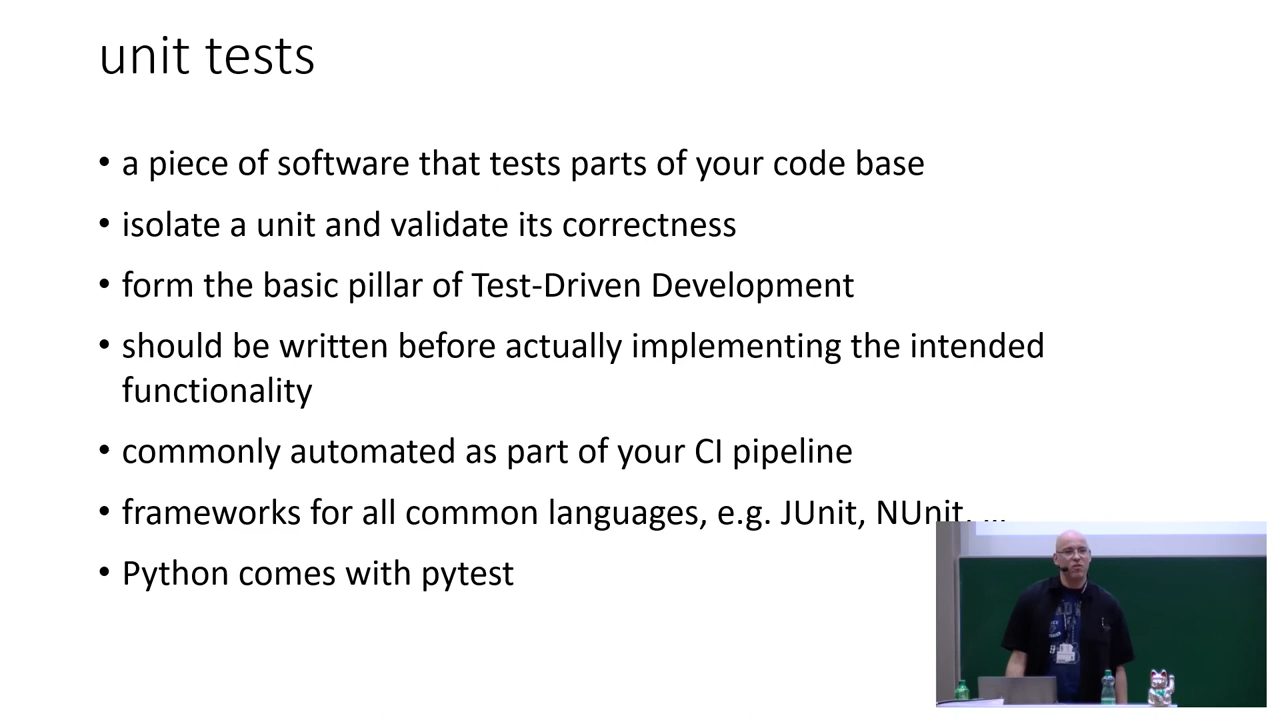 unit tests
• a piece of software that tests parts of your code base
• isolate a unit and validate its correctness
• form the basic pillar of Test-Driven Development
• should be written before actually implementing the intended
functionality
• commonly automated as part of your CI pipeline
• frameworks for all common languages, e.g. JUnit, NUnit, ...
• Python comes with pytest